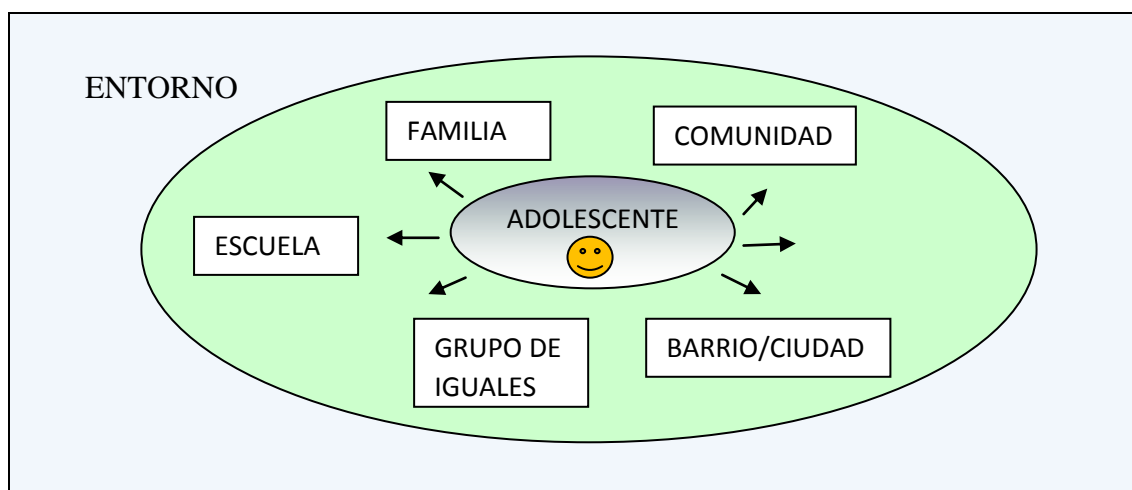 ENTORNO
FAMILIA
COMUNIDAD
ADOLESCENTE
ESCUELA
GRUPO DE
IGUALES
BARRIO/CIUDAD